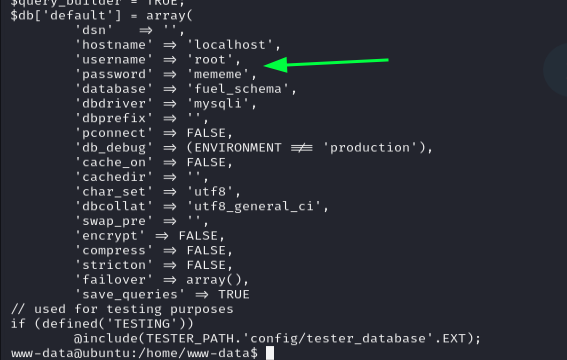 $query_builder = TRUE;
$db['default'] = array(
        'dsn'   => '',
        'hostname' => 'localhost',
        'username' => 'root',
        'password' => 'mememe',
        'database' => 'fuel_schema',
        'dbdriver' => 'mysqli',
        'dbprefix' => '',
        'pconnect' => FALSE,
        'db_debug' => (ENVIRONMENT !== 'production'),
        'cache_on' => FALSE,
        'cachedir' => '',
        'char_set' => 'utf8',
        'dbcollat' => 'utf8_general_ci',
        'swap_pre' => '',
        'encrypt' => FALSE,
        'compress' => FALSE,
        'stricton' => FALSE,
        'failover' => array(),
        'save_queries' => TRUE
// used for testing purposes
if (defined('TESTING'))
        @include(TESTER_PATH.'config/tester_database'.EXT);
www-data@ubuntu:/home/www-data$